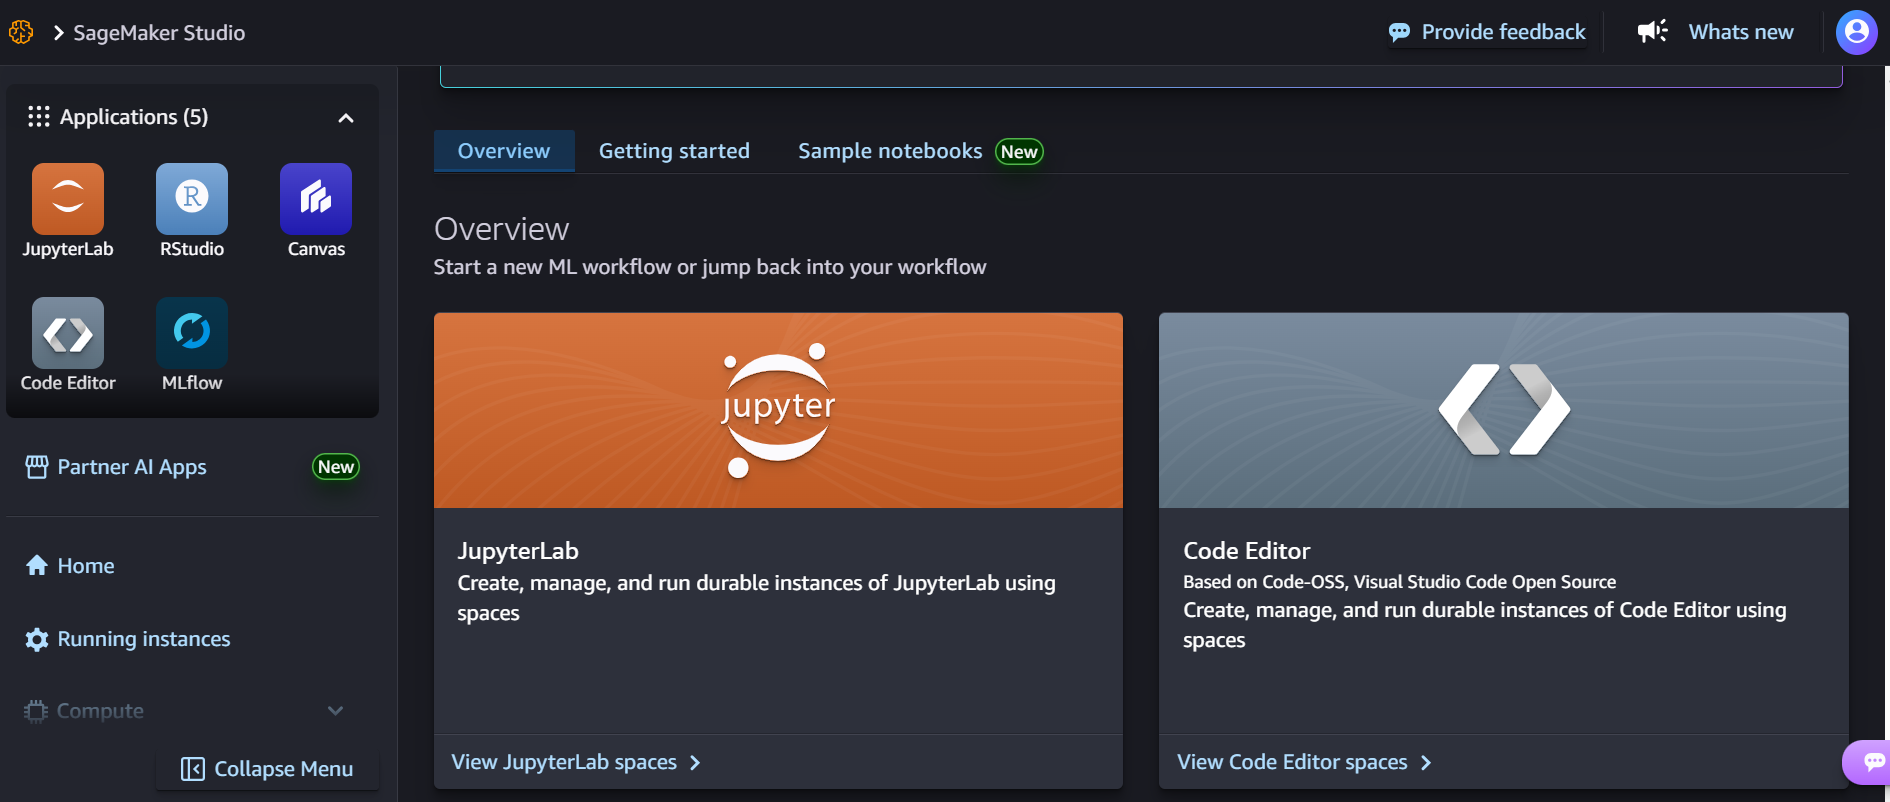 SageMaker Studio
Provide feedback
Whats new
Applications (5)
JupyterLab
RStudio
Canvas
Code Editor
MLflow
Partner AI Apps
New
Home
Running instances
Compute
Collapse Menu
Overview
Getting started
Sample notebooks
New
Overview
Start a new ML workflow or jump back into your workflow
jupyter
JupyterLab
Create, manage, and run durable instances of JupyterLab using
spaces
View JupyterLab spaces
Code Editor
Based on Code-OSS, Visual Studio Code Open Source
Create, manage, and run durable instances of Code Editor using
spaces
View Code Editor spaces